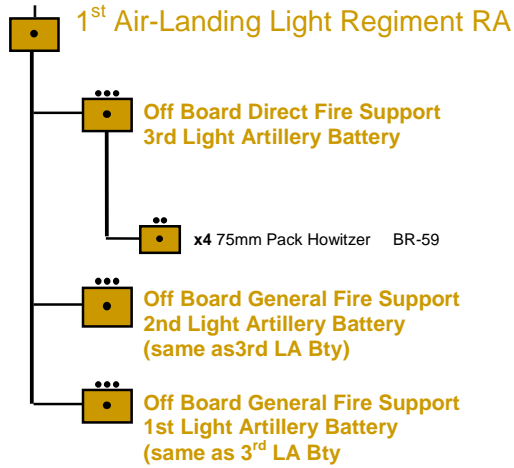 1st Air-Landing Light Regiment RA
Off Board Direct Fire Support
3rd Light Artillery Battery
x4 75mm Pack Howitzer BR-59
Off Board General Fire Support
2nd Light Artillery Battery
(same as3rd LA Bty)
Off Board General Fire Support
1st Light Artillery Battery
(same as 3rd LA Bty